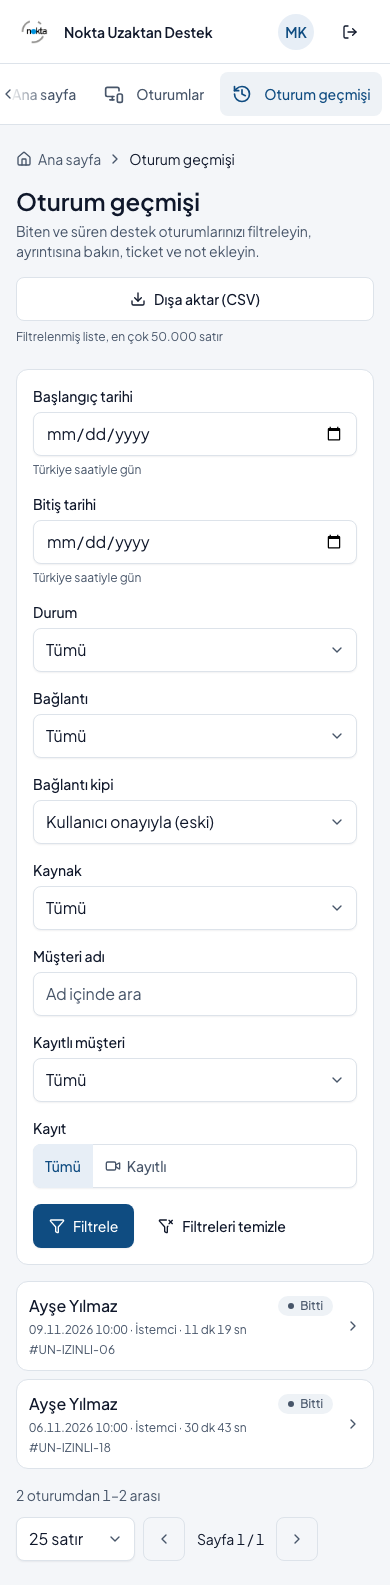 nokta Nokta Uzaktan Destek MK
Ana sayfa Oturumlar Oturum geçmişi
Ana sayfa Oturum geçmişi
Oturum geçmişi
Biten ve süren destek oturumlarınızı filtreleyin,
ayrıntısına bakın, ticket ve not ekleyin.
Dışa aktar (CSV)
Filtrelenmiş liste, en çok 50.000 satır
Başlangıç tarihi
mm/dd/yyyy
Türkiye saatiyle gün
Bitiş tarihi
mm/dd/yyyy
Türkiye saatiyle gün
Durum
Tümü
Bağlantı
Tümü
Bağlantı kipi
Kullanıcı onayıyla (eski)
Kaynak
Tümü
Müşteri adı
Ad içinde ara
Kayıtlı müşteri
Tümü
Kayıt
Tümü Kayıtlı
Filtrele Filtreleri temizle
Ayşe Yılmaz Bitti
09.11.2026 10:00 · İstemci · 11 dk 19 sn
#UN-IZINLI-06
Ayşe Yılmaz Bitti
06.11.2026 10:00 · İstemci · 30 dk 43 sn
#UN-IZINLI-18
2 oturumdan 1–2 arası
25 satır Sayfa 1 / 1